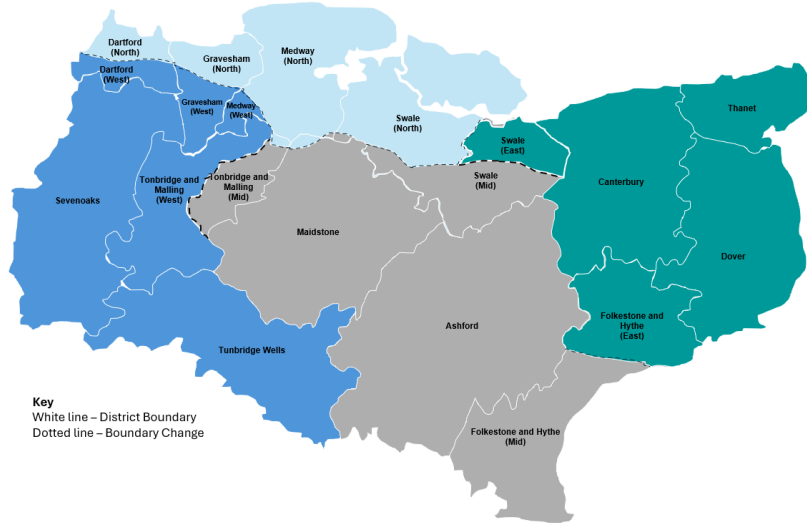 Dartford
(North)
Gravesham
(North)
Medway
(North)
Dartford
(West)
Gravesham
(West)
Medway
(West)
Swale
(North)
Thanet
Swale
(East)
Tonbridge and
Malling
(West)
Tonbridge and
Malling
(Mid)
Swale
(Mid)
Canterbury
Sevenoaks
Maidstone
Dover
Ashford
Folkestone and
Hythe
(East)
Tunbridge Wells
Key
White line – District Boundary
Dotted line – Boundary Change
Folkestone and Hythe
(Mid)